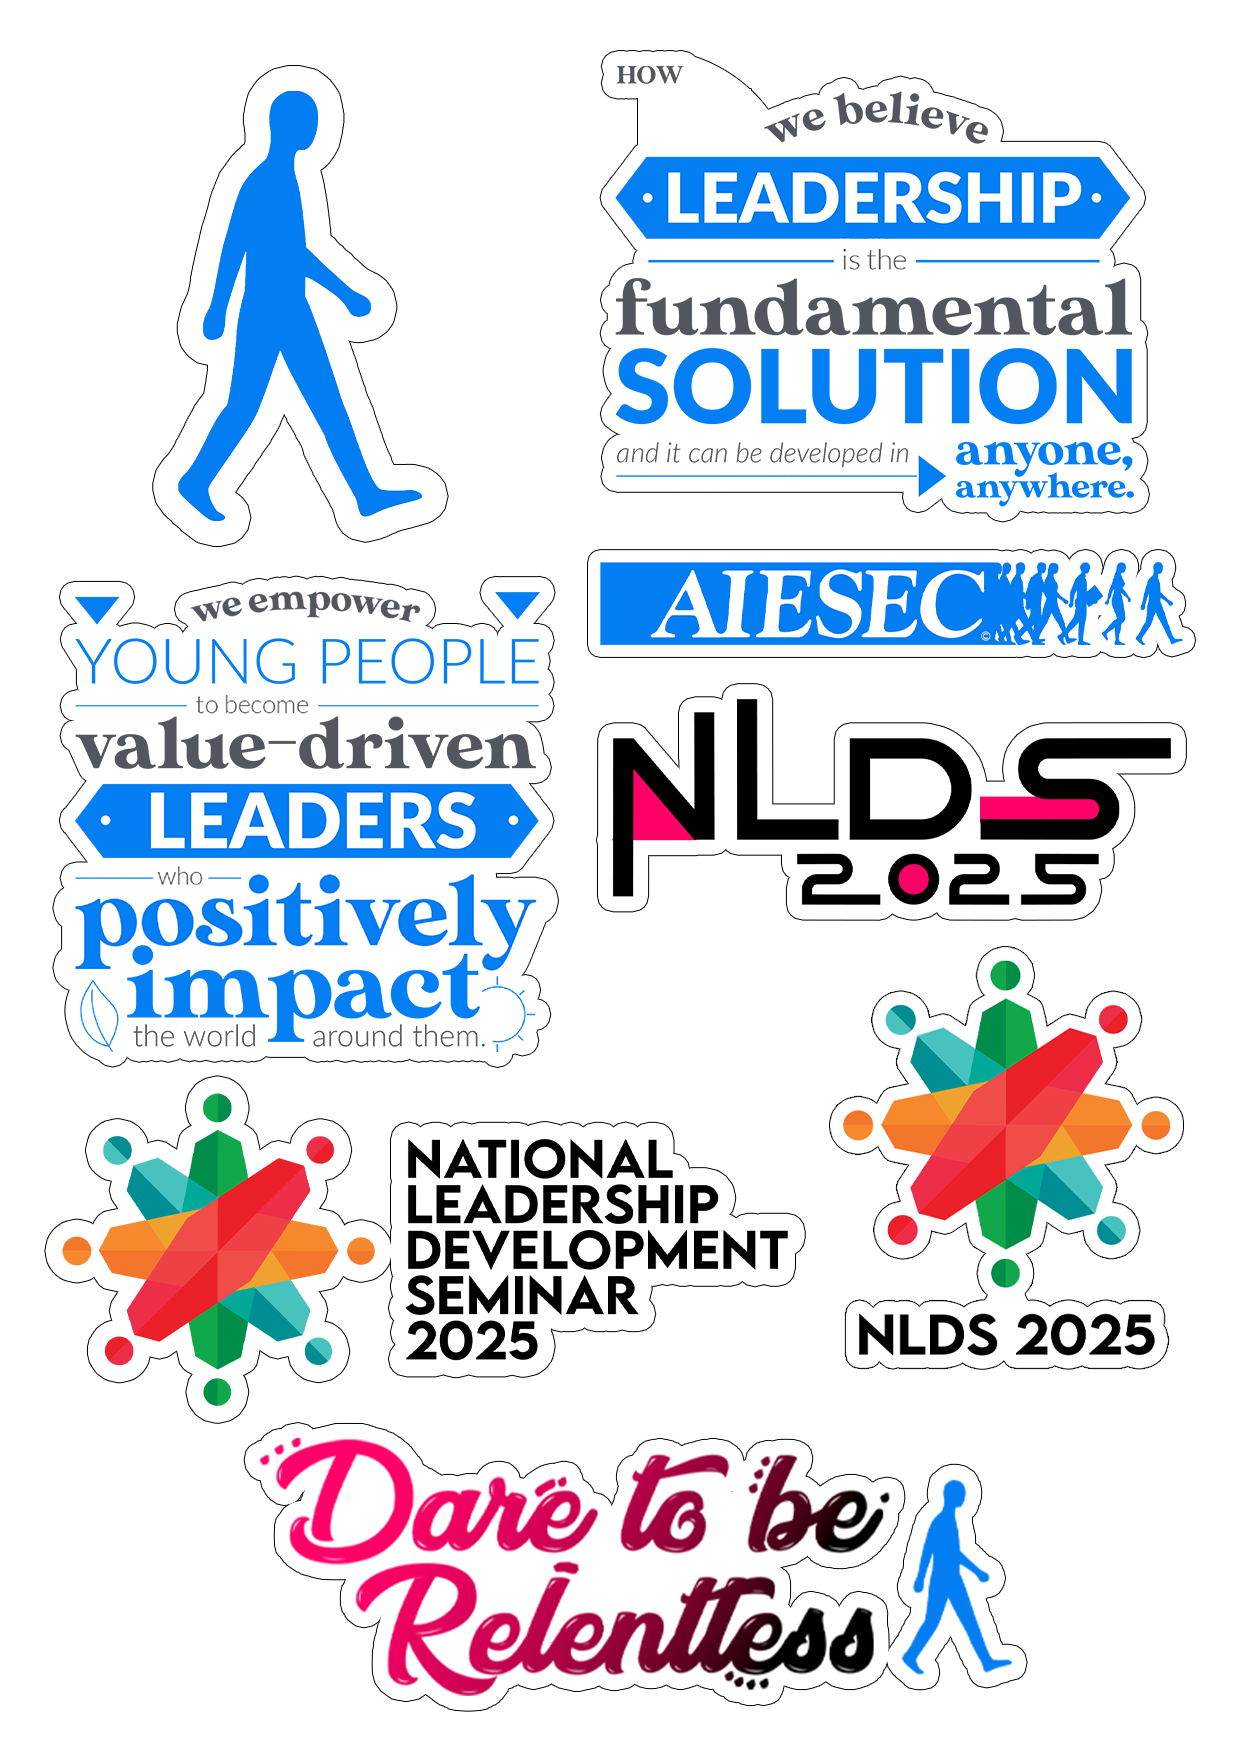 HOW
we believe
· LEADERSHIP ·
is the
fundamental
SOLUTION
and it can be developed in anyone,
anywhere.
AIESEC
©
we empower
YOUNG PEOPLE
to become
value-driven
· LEADERS ·
who
positively
impact
the world around them.
NLDS
2025
NATIONAL
LEADERSHIP
DEVELOPMENT
SEMINAR
2025
NLDS 2025
Dare to be
Relentless